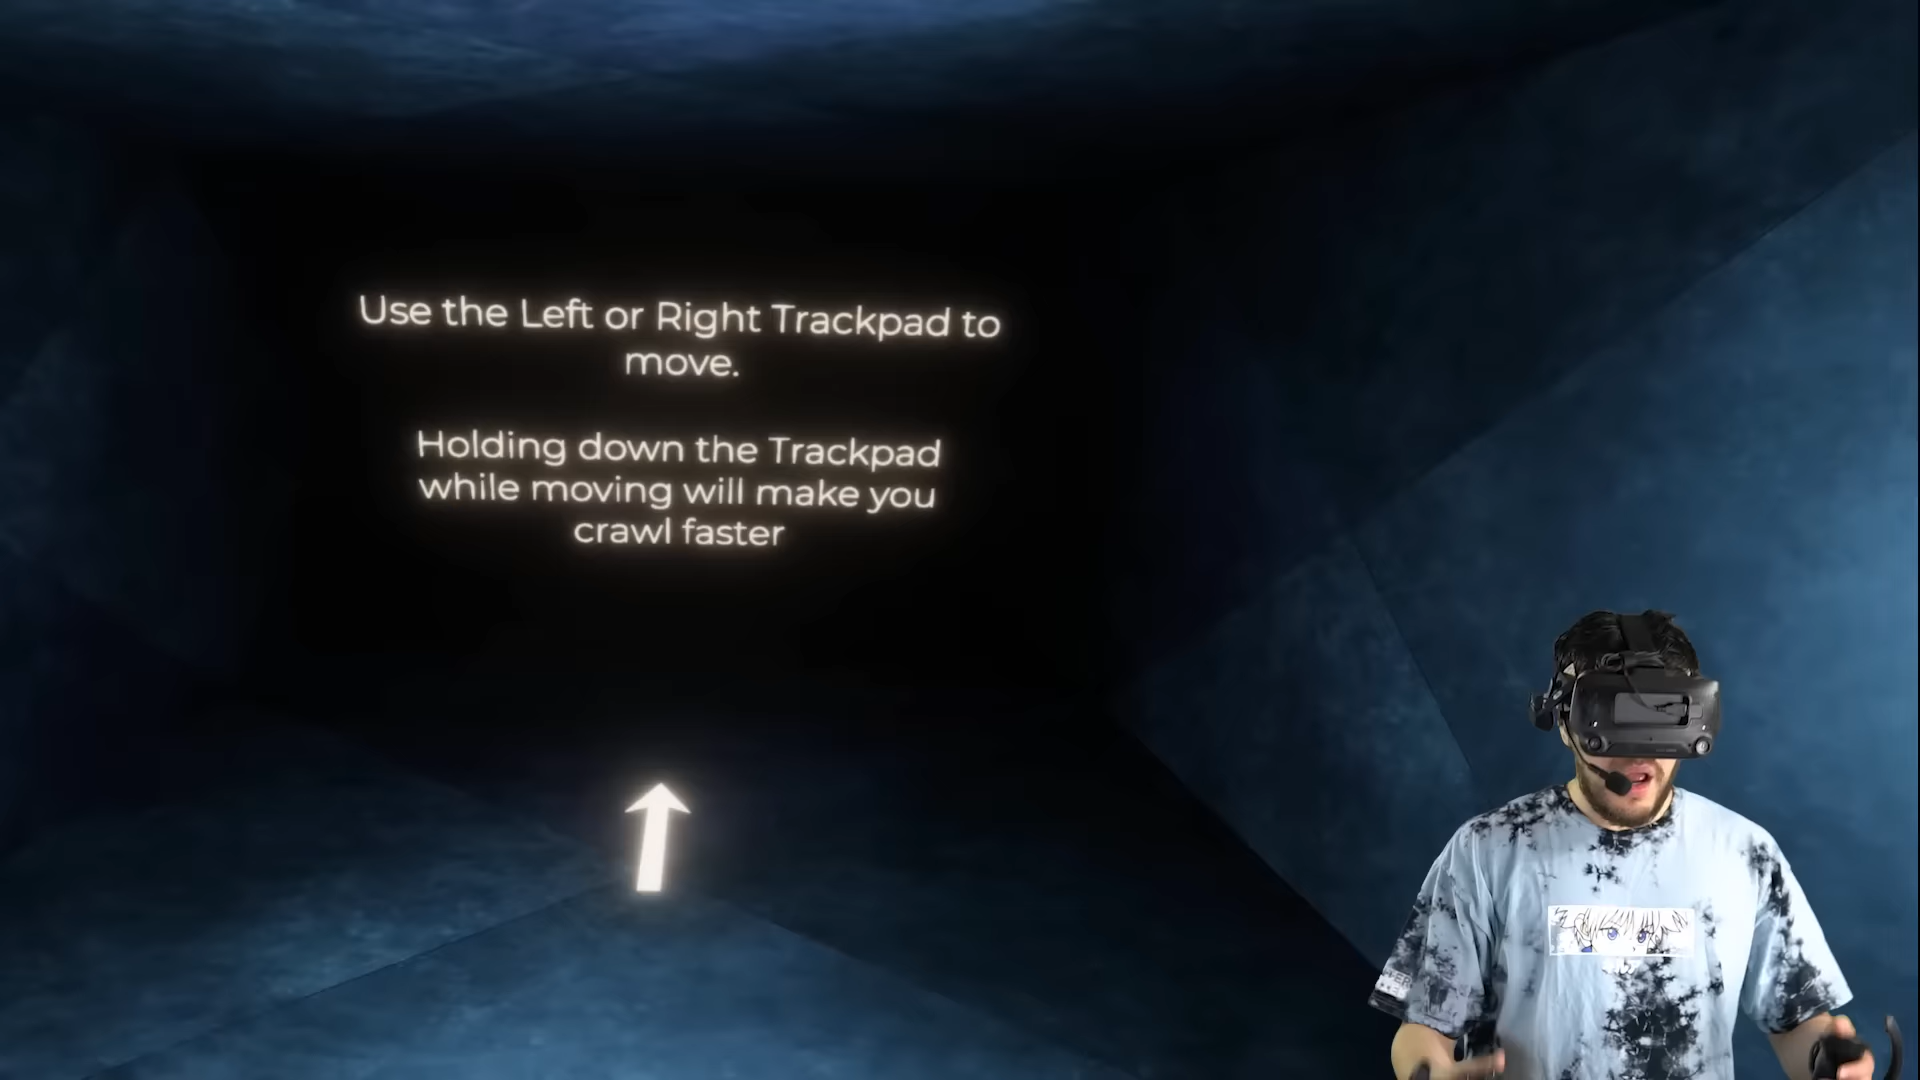 Use the Left or Right Trackpad to
move.
Holding down the Trackpad
while moving will make you
crawl faster